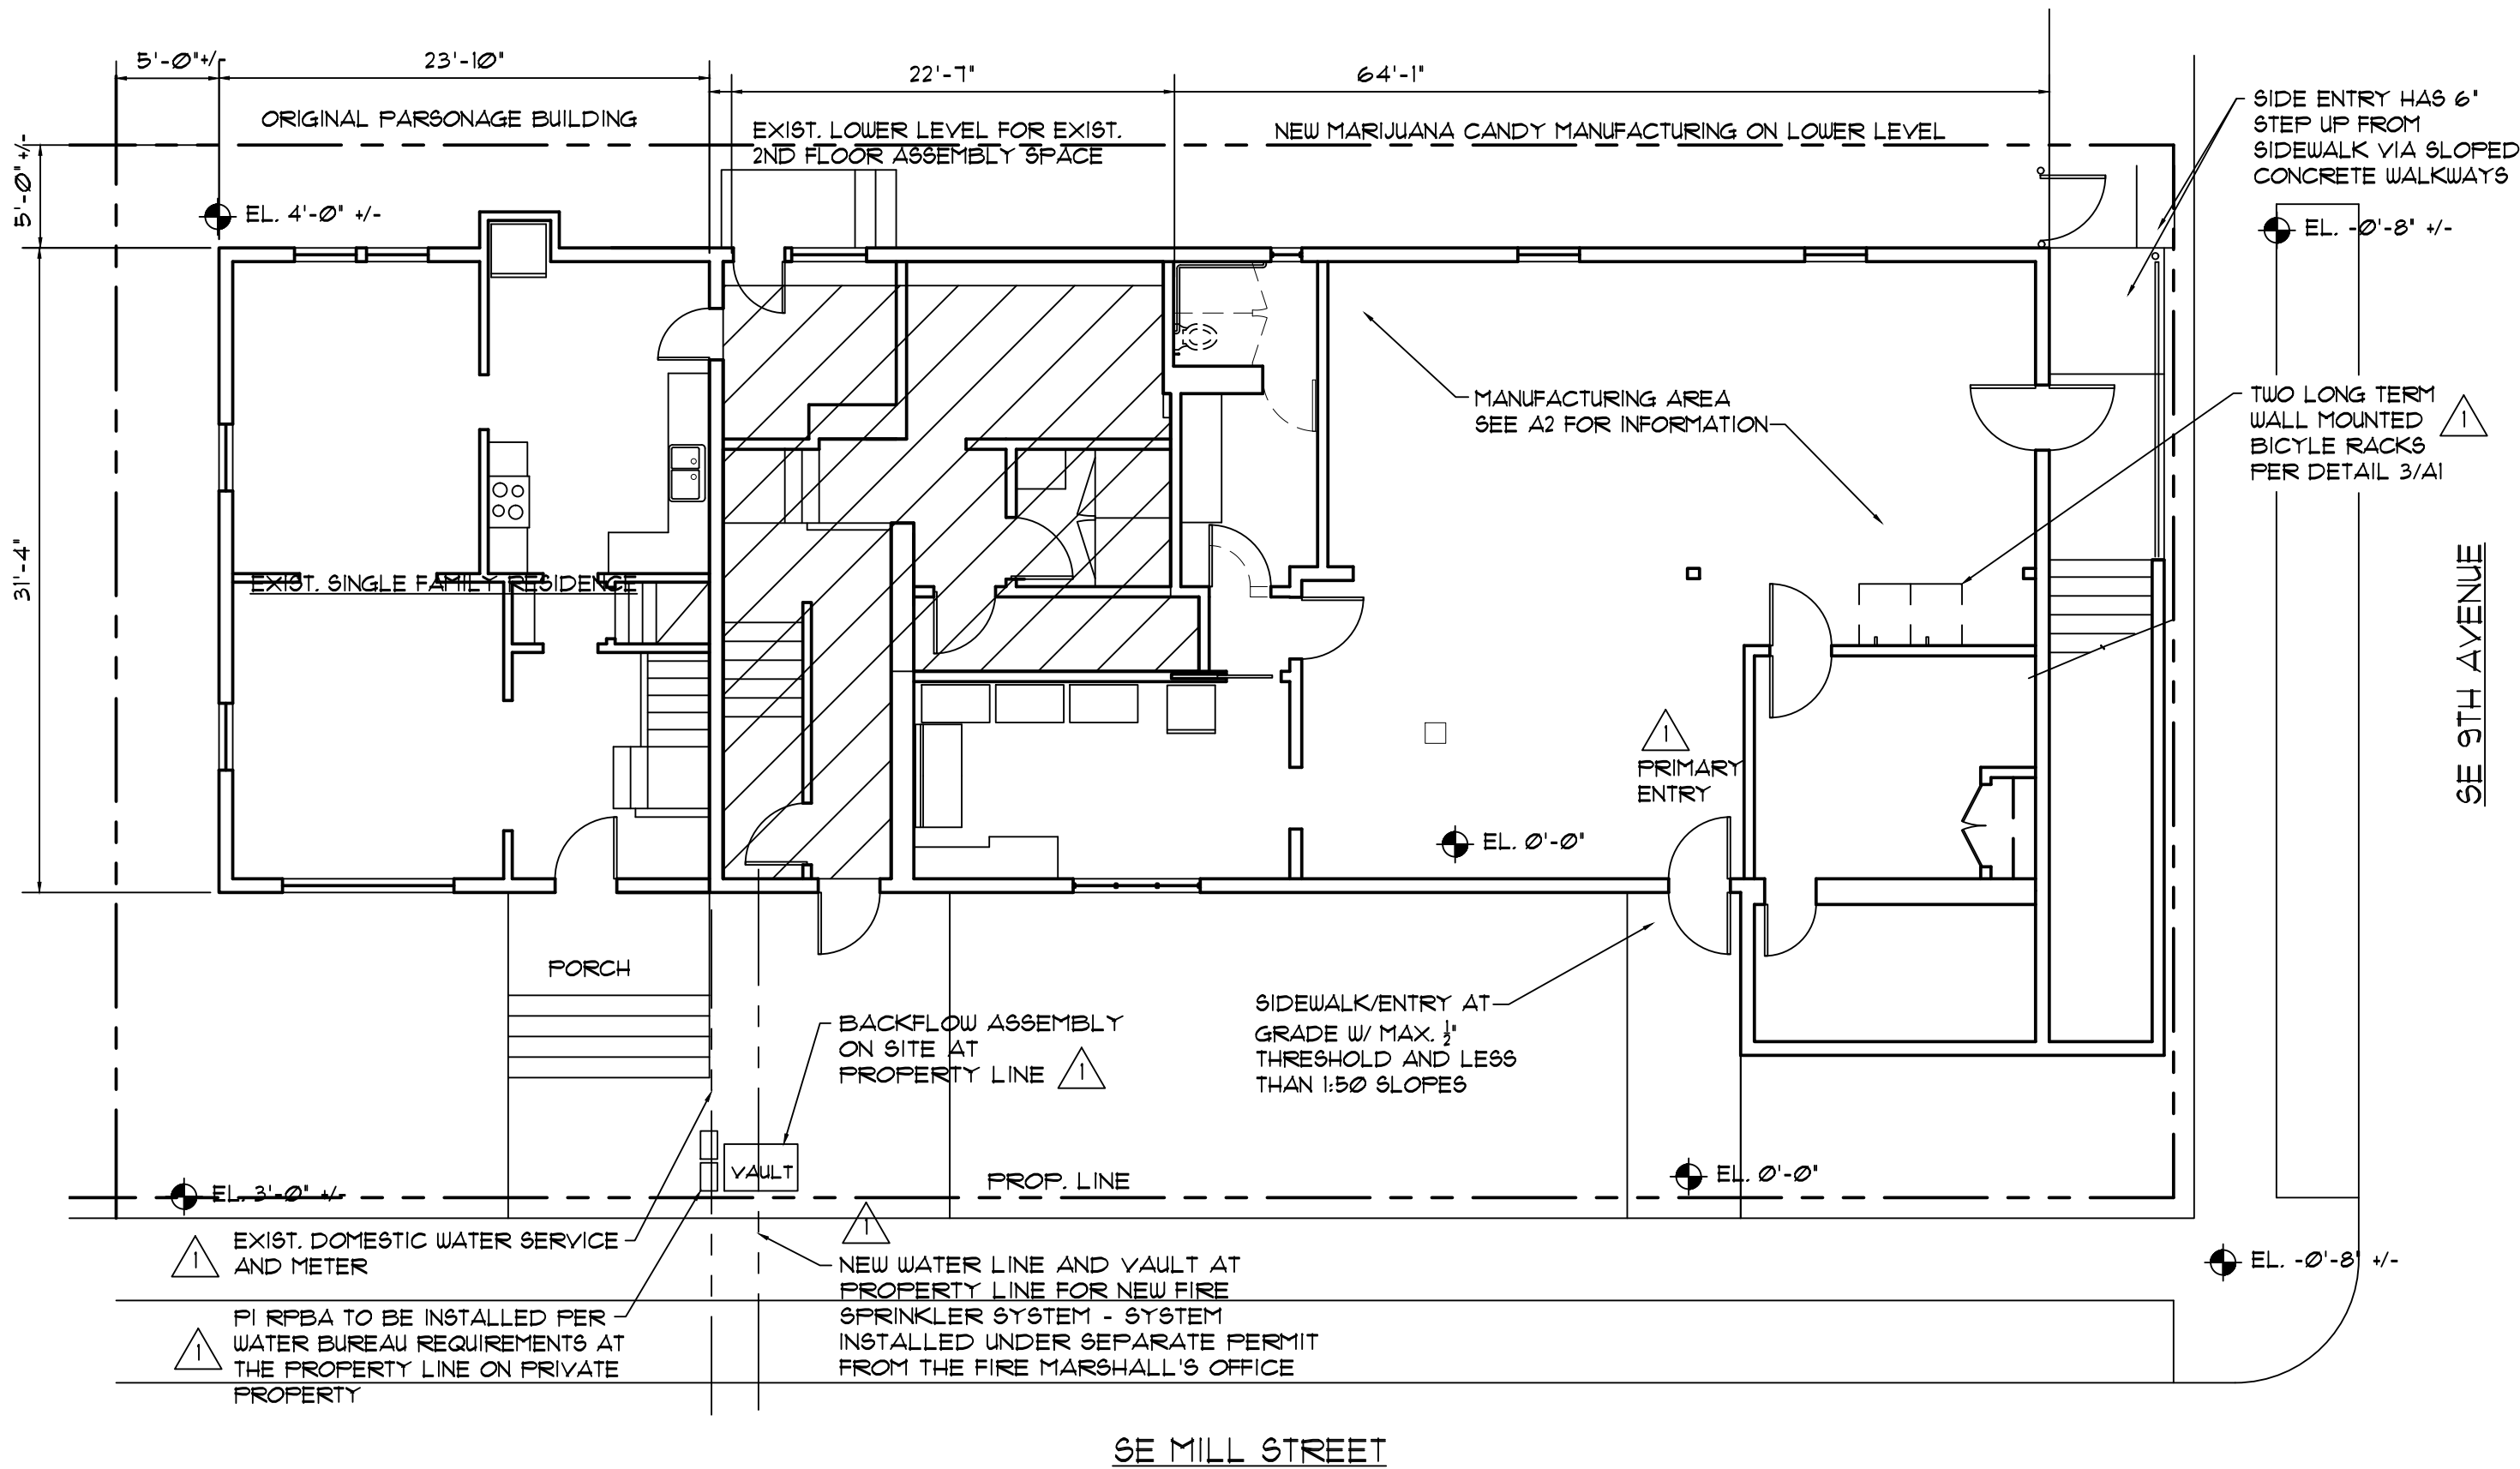 5'-0"+/-
23'-10"
22'-7"
64'-1"
ORIGINAL PARSONAGE BUILDING
EXIST. LOWER LEVEL FOR EXIST.
2ND FLOOR ASSEMBLY SPACE
NEW MARIJUANA CANDY MANUFACTURING ON LOWER LEVEL
SIDE ENTRY HAS 6"
STEP UP FROM
SIDEWALK VIA SLOPED
CONCRETE WALKWAYS
5'-0" +/-
EL. 4'-0" +/-
EL. -0'-8" +/-
MANUFACTURING AREA
SEE A2 FOR INFORMATION
TWO LONG TERM
WALL MOUNTED
BICYLE RACKS
PER DETAIL 3/A1
1
31'-4"
EXIST. SINGLE FAMILY RESIDENCE
SE 9TH AVENUE
1
PRIMARY
ENTRY
EL. 0'-0"
PORCH
BACKFLOW ASSEMBLY
ON SITE AT
PROPERTY LINE
1
SIDEWALK/ENTRY AT
GRADE W/ MAX. 1/2"
THRESHOLD AND LESS
THAN 1:50 SLOPES
VAULT
PROP. LINE
EL. 0'-0"
EL. 3'-0" +/-
1
EXIST. DOMESTIC WATER SERVICE
AND METER
1
NEW WATER LINE AND VAULT AT
PROPERTY LINE FOR NEW FIRE
SPRINKLER SYSTEM - SYSTEM
INSTALLED UNDER SEPARATE PERMIT
FROM THE FIRE MARSHALL'S OFFICE
EL. -0'-8" +/-
1
PI RPBA TO BE INSTALLED PER
WATER BUREAU REQUIREMENTS AT
THE PROPERTY LINE ON PRIVATE
PROPERTY
SE MILL STREET